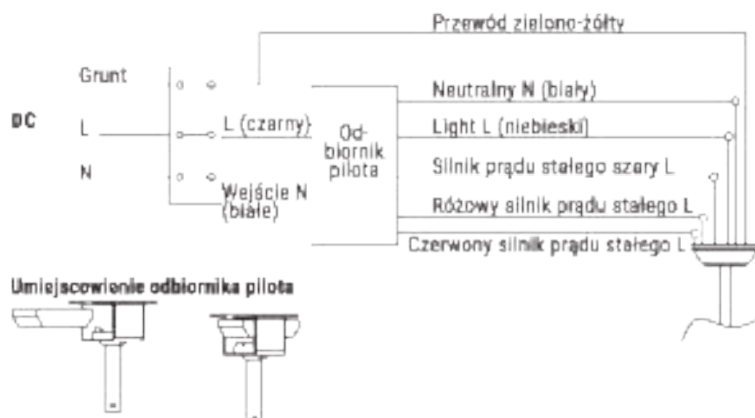 Przewód zielono-żółty
Grunt
Neutralny N (biały)
DC
L
L (czarny)
Od-
biornik
pilota
Light L (niebieski)
N
Silnik prądu stałego szary L
Wejście N
(białe)
Różowy silnik prądu stałego L
Czerwony silnik prądu stałego L
Umiejscowienie odbiornika pilota